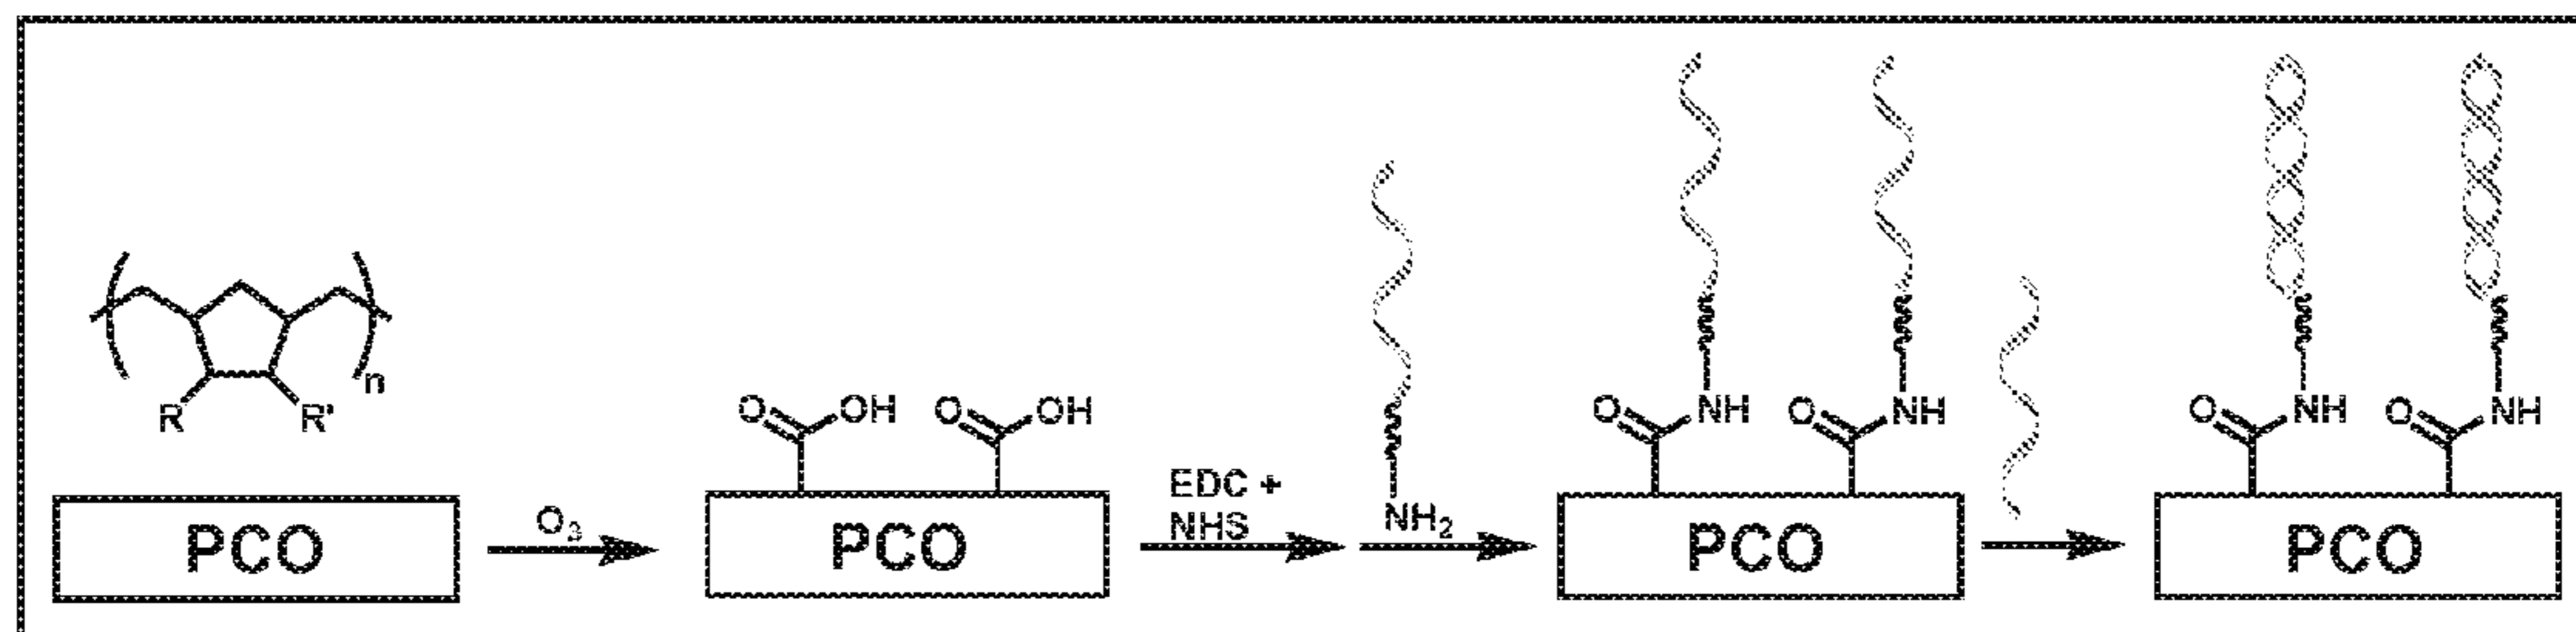 n
R R'
PCO
O₃
O OH O OH
PCO
EDC +
NHS
NH₂
O NH O NH
PCO
O NH O NH
PCO